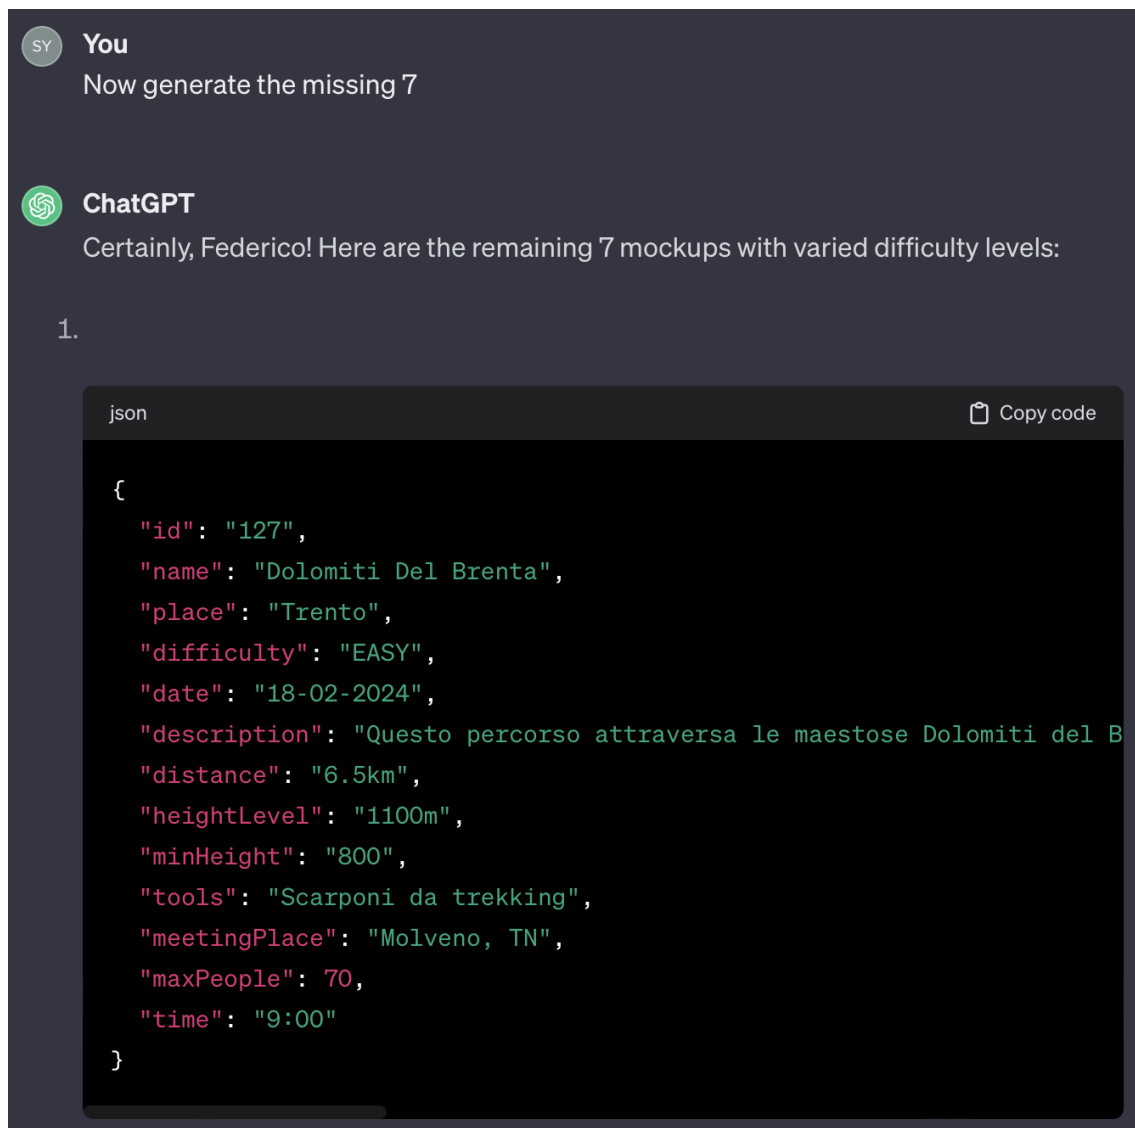 SY
You
Now generate the missing 7
ChatGPT
Certainly, Federico! Here are the remaining 7 mockups with varied difficulty levels:
1.
json
Copy code
{
"id": "127",
"name": "Dolomiti Del Brenta",
"place": "Trento",
"difficulty": "EASY",
"date": "18-02-2024",
"description": "Questo percorso attraversa le maestose Dolomiti del B
"distance": "6.5km",
"heightLevel": "1100m",
"minHeight": "800",
"tools": "Scarponi da trekking",
"meetingPlace": "Molveno, TN",
"maxPeople": 70,
"time": "9:00"
}